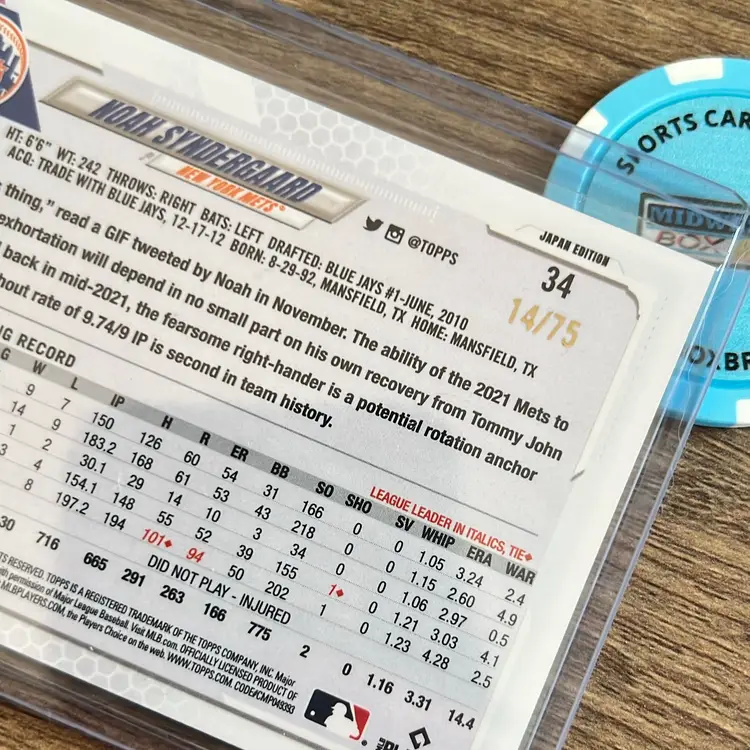 NOAH SYNDERGAARD
NEW YORK METS®
HT: 6'6" WT: 242 THROWS: RIGHT BATS: LEFT DRAFTED: BLUE JAYS #1-JUNE, 2010
ACQ: TRADE WITH BLUE JAYS, 12-17-12 BORN: 8-29-92, MANSFIELD, TX HOME: MANSFIELD, TX
@TOPPS
JAPAN EDITION
34
14/75
thing," read a GIF tweeted by Noah in November. The ability of the 2021 Mets to
exhortation will depend in no small part on his own recovery from Tommy John
back in mid-2021, the fearsome right-hander is a potential rotation anchor
rate of 9.74/9 IP is second in team history.
RECORD
LEAGUE LEADER IN ITALICS, TIE♦
G W L IP H R ER BB SO SHO SV WHIP ERA WAR
9 7 150 126 60 54 31 166 0 0 1.05 3.24 2.4
14 9 183.2 168 61 53 43 218 0 0 1.15 2.60 4.9
1 2 30.1 29 14 10 3 34 0 0 1.06 2.97 0.5
4 154.1 148 55 52 39 155 1♦ 0 1.21 3.03 4.1
8 197.2 194 101♦ 94 50 202 1 0 1.23 4.28 2.5
DID NOT PLAY - INJURED
30 716 665 291 263 166 775 2 0 1.16 3.31 14.4
RESERVED. TOPPS IS A REGISTERED TRADEMARK OF THE TOPPS COMPANY, INC. Major
permission of Major League Baseball. Visit MLB.com. OFFICIALLY LICENSED PRODUCT OF
MLBPLAYERS.COM, the Players Choice on the web. WWW.TOPPS.COM. CODE#CMP049393
SPORTS CAR
MIDW
BOX
OXBR